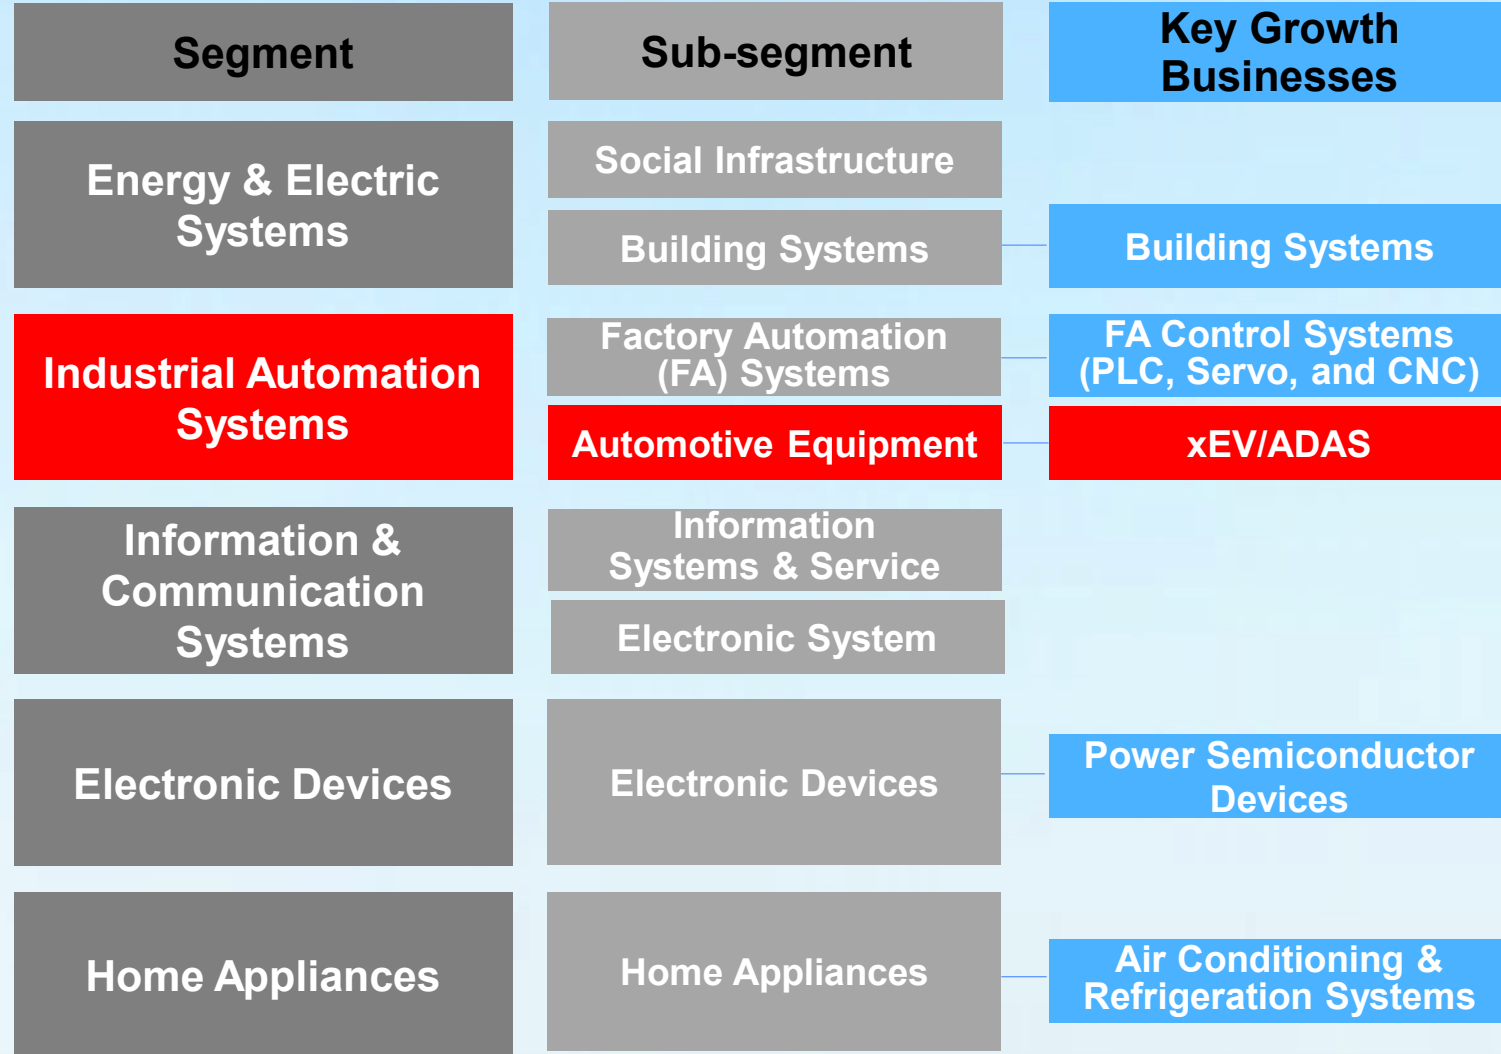 Segment
Sub-segment
Key Growth
Businesses
Energy & Electric
Systems
Social Infrastructure
Building Systems
Building Systems
Industrial Automation
Systems
Factory Automation
(FA) Systems
FA Control Systems
(PLC, Servo, and CNC)
Automotive Equipment
xEV/ADAS
Information &
Communication
Systems
Information
Systems & Service
Electronic System
Electronic Devices
Electronic Devices
Power Semiconductor
Devices
Home Appliances
Home Appliances
Air Conditioning &
Refrigeration Systems